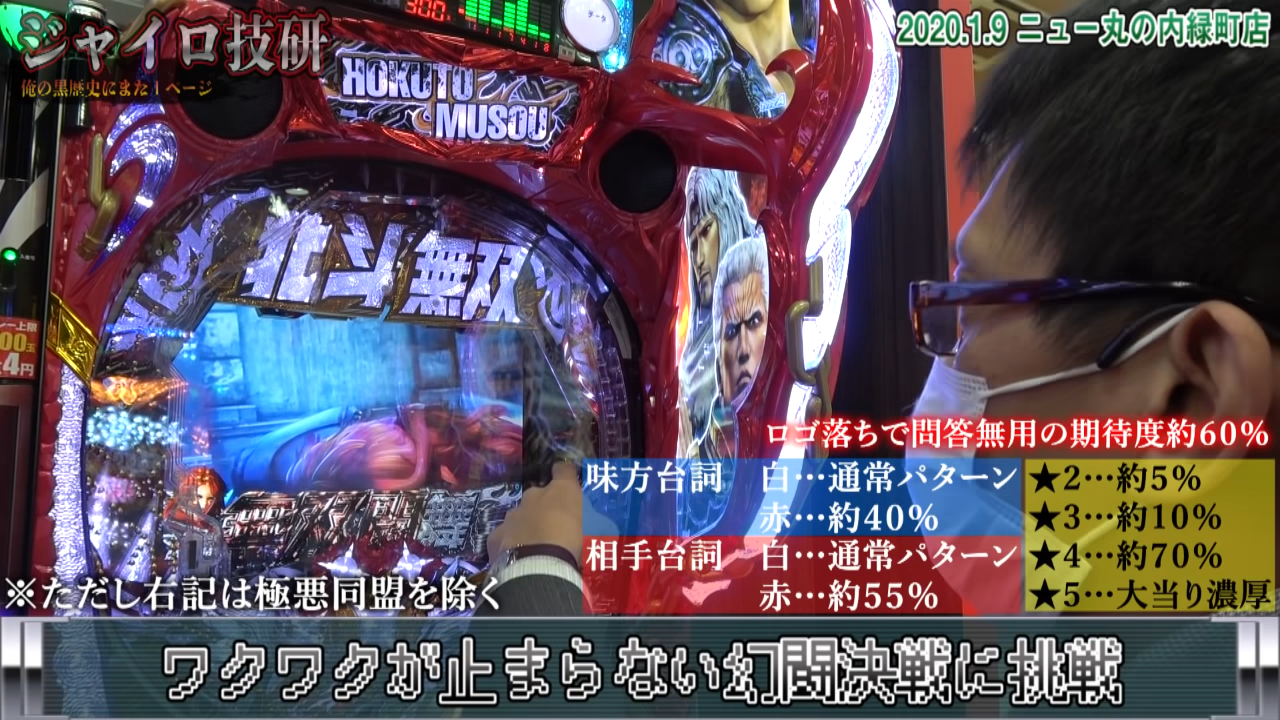 ジャイロ技研
俺の黒歴史にまた1ページ
2020.1.9 ニュー丸の内緑町店
300
HOKUTO
MUSOU
北斗無双
4円
ロゴ落ちで問答無用の期待度約60%
味方台詞 白…通常パターン
赤…約40%
相手台詞 白…通常パターン
赤…約55%
★2…約5%
★3…約10%
★4…約70%
★5…大当り濃厚
※ただし右記は極悪同盟を除く
ワクワクが止まらない幻闘決戦に挑戦